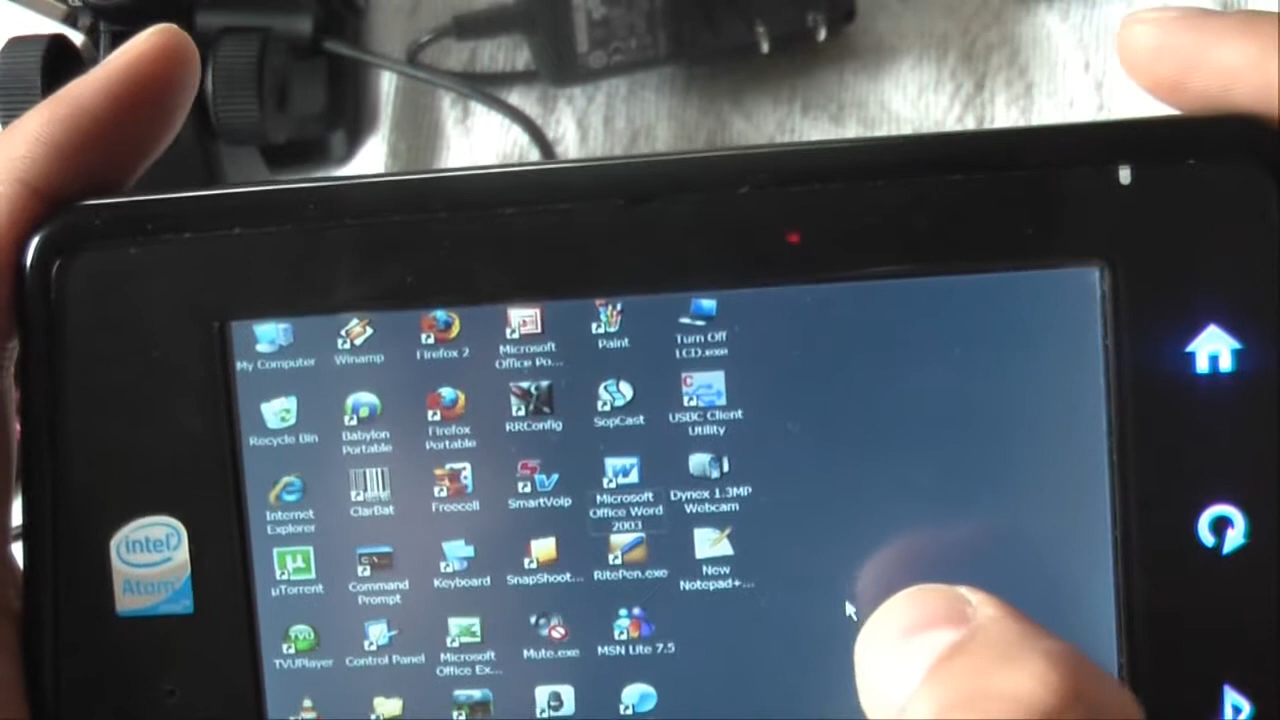 My Computer
Winamp
Firefox 2
Microsoft
Office Po...
Paint
Turn Off
LCD.exe
Recycle Bin
Babylon
Portable
Firefox
Portable
RRConfig
SopCast
USBC Client
Utility
Internet
Explorer
ClarBat
Freecell
SmartVoip
Microsoft
Office Word
2003
Dynex 1.3MP
Webcam
µTorrent
Command
Prompt
Keyboard
SnapShoot...
RitePen.exe
New
Notepad+...
TVUPlayer
Control Panel
Microsoft
Office Ex...
Mute.exe
MSN Lite 7.5
intel
Atom